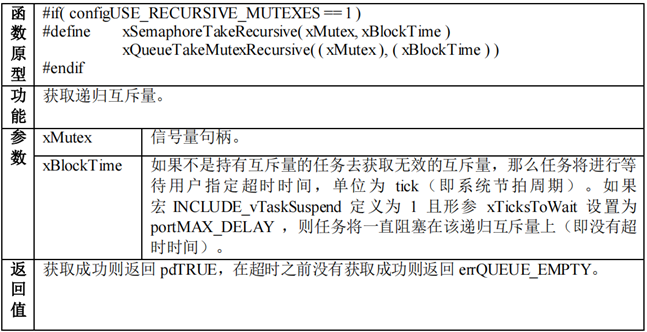 函数原型
#if( configUSE_RECURSIVE_MUTEXES == 1 )
#define xSemaphoreTakeRecursive( xMutex, xBlockTime )
xQueueTakeMutexRecursive( ( xMutex ), ( xBlockTime ) )
#endif
功能
获取递归互斥量。
参数
xMutex
信号量句柄。
xBlockTime
如果不是持有互斥量的任务去获取无效的互斥量，那么任务将进行等
待用户指定超时时间，单位为 tick（即系统节拍周期）。如果
宏 INCLUDE_vTaskSuspend 定义为 1 且形参 xTicksToWait 设置为
portMAX_DELAY ，则任务将一直阻塞在该递归互斥量上（即没有超
时时间）。
返回值
获取成功则返回 pdTRUE，在超时之前没有获取成功则返回 errQUEUE_EMPTY。